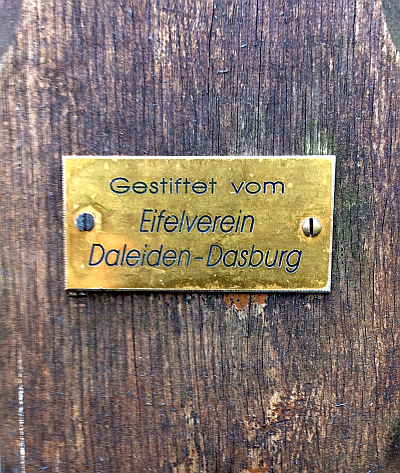 Gestiftet vom
Eifelverein
Daleiden-Dasburg